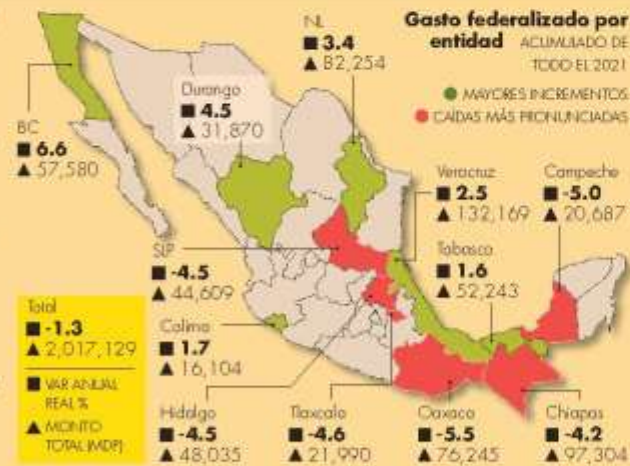 Gasto federalizado por
entidad ACUMULADO DE
TODO EL 2021
● MAYORES INCREMENTOS
● CAÍDAS MÁS PRONUNCIADAS
NL
■ 3.4
▲ 82,254
Durango
■ 4.5
▲ 31,870
BC
■ 6.6
▲ 57,580
Veracruz
■ 2.5
▲ 132,169
Campeche
■ -5.0
▲ 20,687
SLP
■ -4.5
▲ 44,609
Tabasco
■ 1.6
▲ 52,243
Total
■ -1.3
▲ 2,017,129
■ VAR ANUAL
REAL %
▲ MONTO
TOTAL (MDP)
Colima
■ 1.7
▲ 16,104
Hidalgo
■ -4.5
▲ 48,035
Tlaxcala
■ -4.6
▲ 21,990
Oaxaca
■ -5.5
▲ 76,245
Chiapas
■ -4.2
▲ 97,304